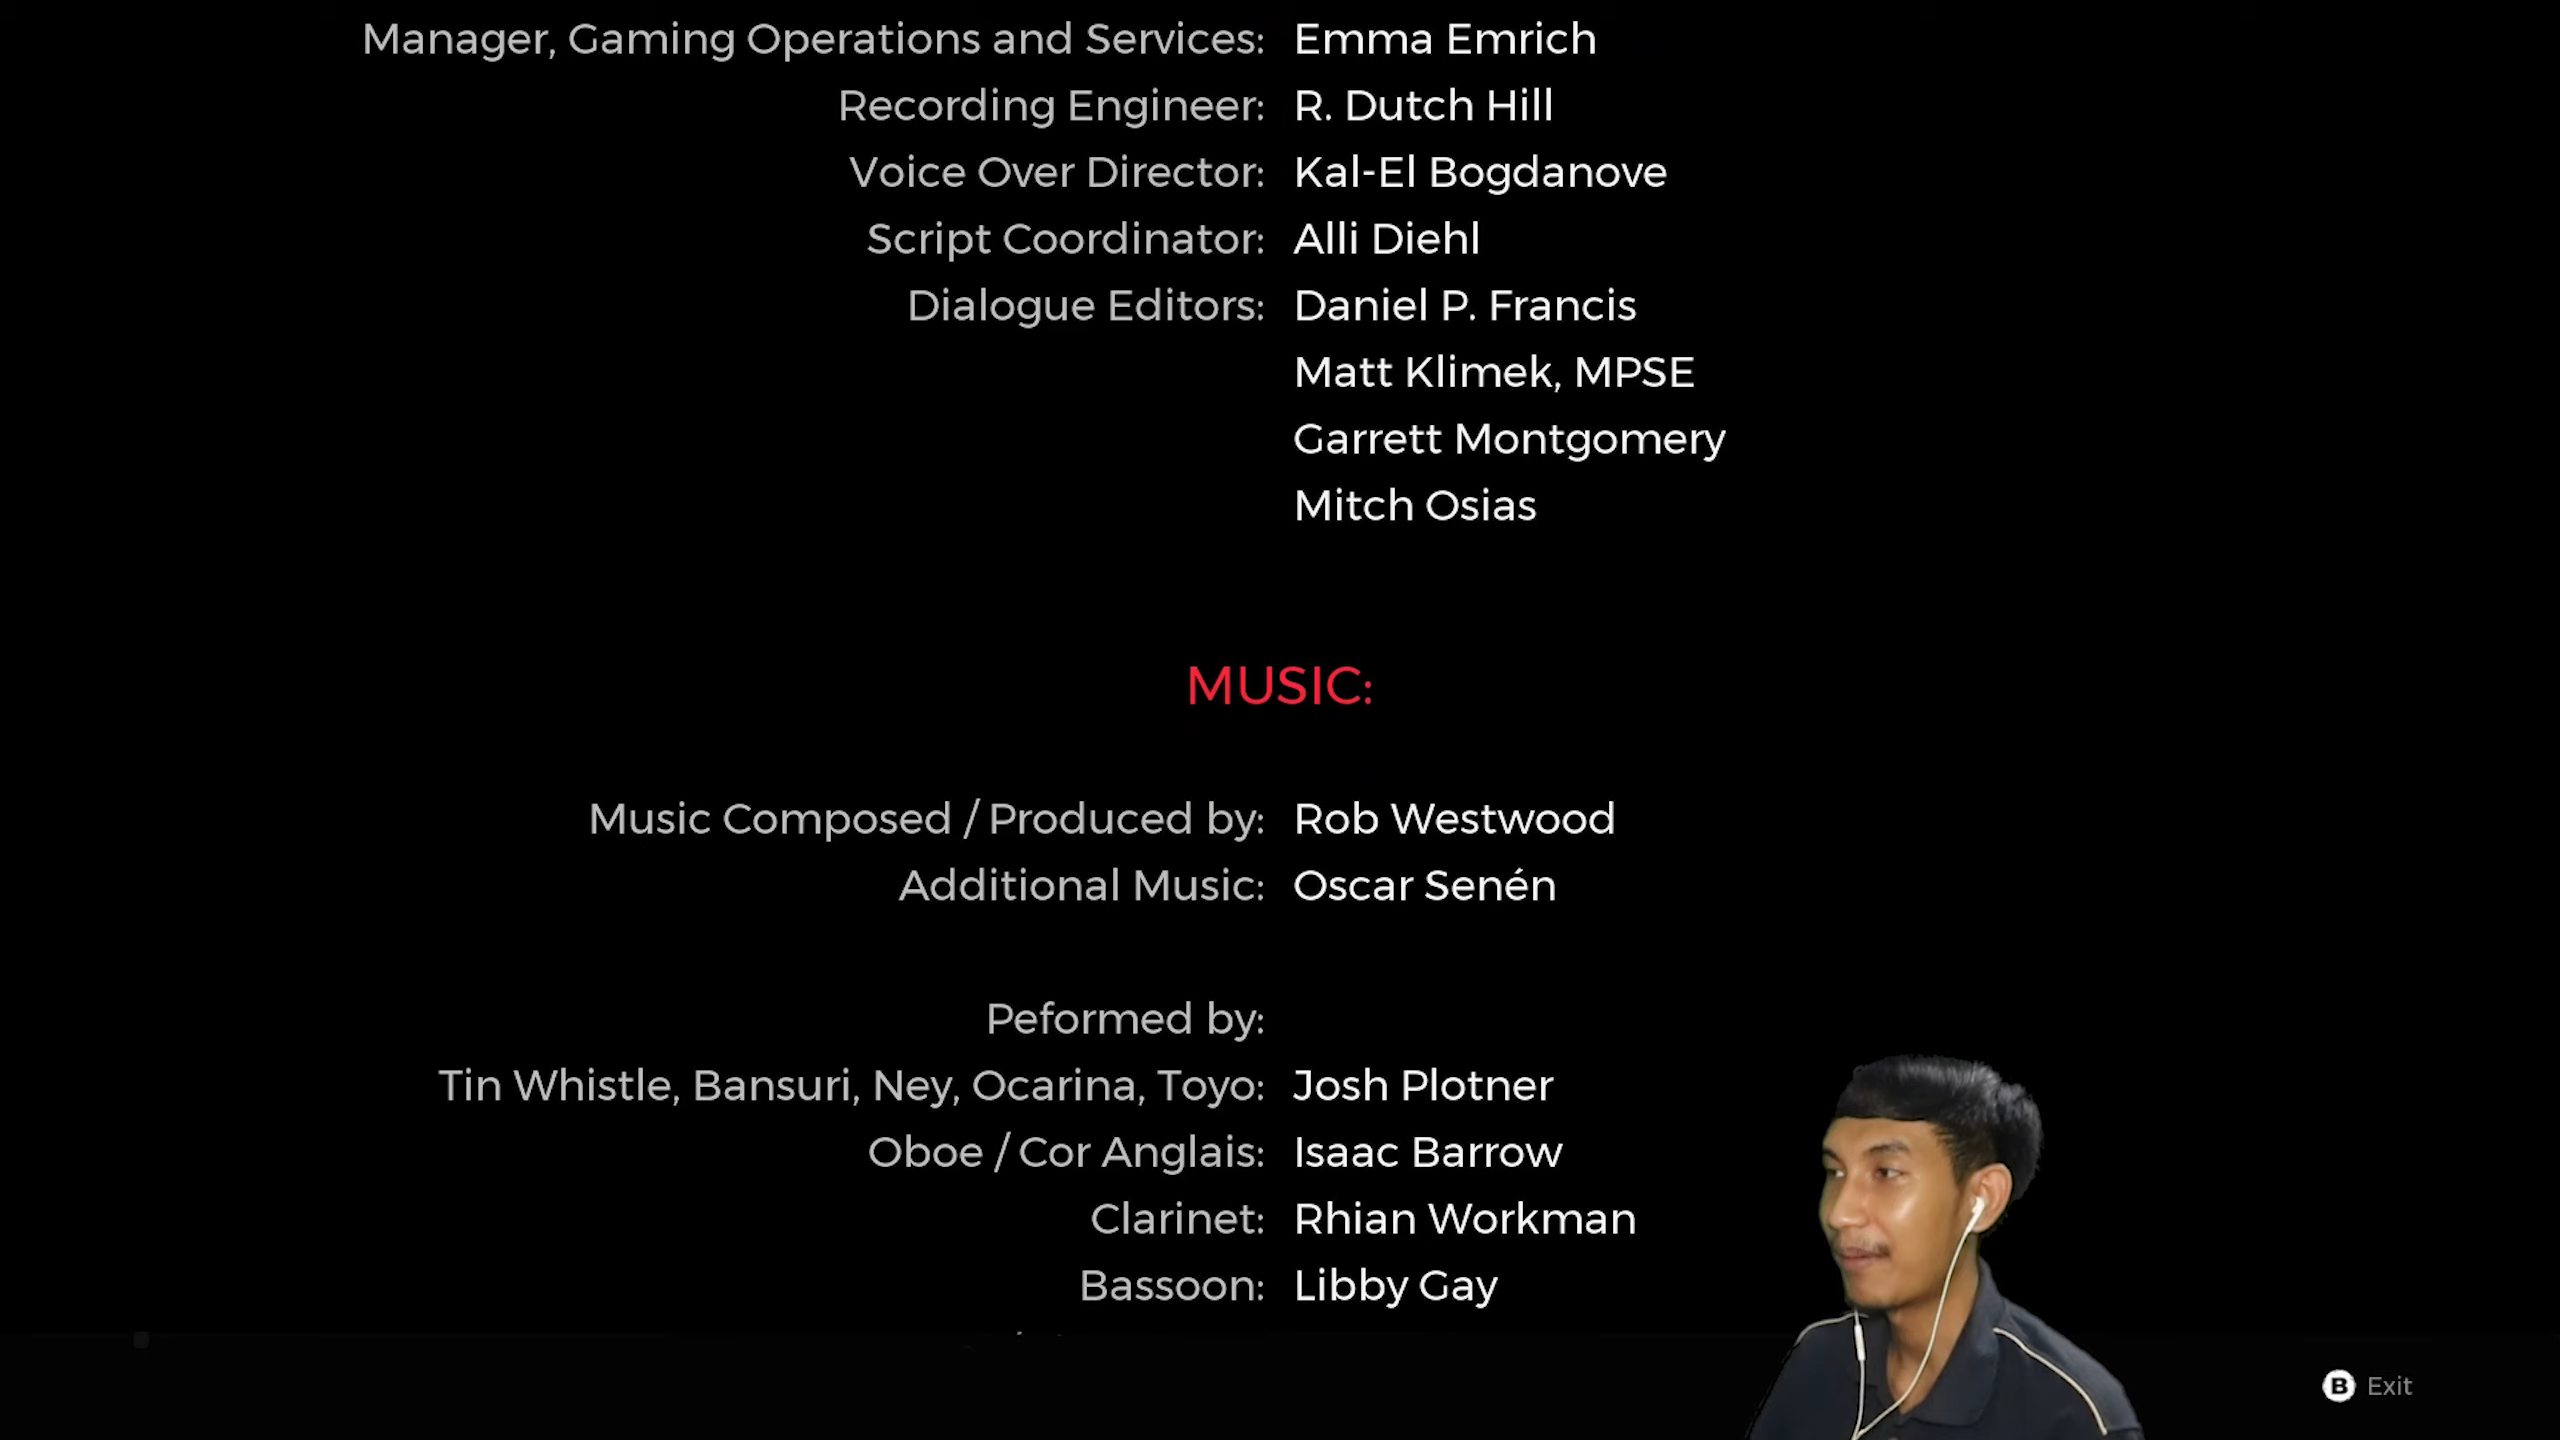 Manager, Gaming Operations and Services: Emma Emrich
Recording Engineer: R. Dutch Hill
Voice Over Director: Kal-El Bogdanove
Script Coordinator: Alli Diehl
Dialogue Editors: Daniel P. Francis
Matt Klimek, MPSE
Garrett Montgomery
Mitch Osias
MUSIC:
Music Composed / Produced by: Rob Westwood
Additional Music: Oscar Senén
Peformed by:
Tin Whistle, Bansuri, Ney, Ocarina, Toyo: Josh Plotner
Oboe / Cor Anglais: Isaac Barrow
Clarinet: Rhian Workman
Bassoon: Libby Gay
B Exit